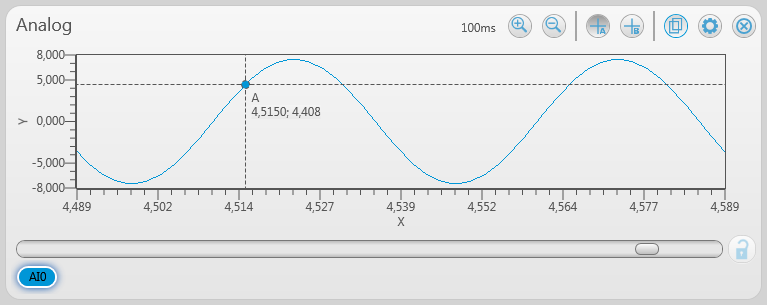 Analog
100ms
A
B
8,000
5,000
0,000
-5,000
-8,000
Y
A
4,5150; 4,408
4,489 4,502 4,514 4,527 4,539 4,552 4,564 4,577 4,589
X
AI0